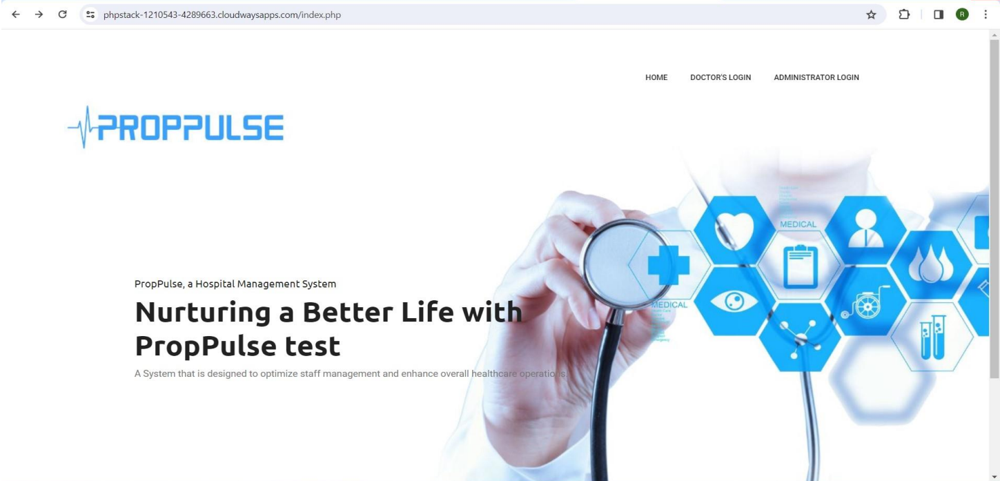 phpstack-1210543-4289663.cloudwaysapps.com/index.php
R
HOME DOCTOR'S LOGIN ADMINISTRATOR LOGIN
PROPPULSE
MEDICAL
MEDICAL
Health Care
PropPulse, a Hospital Management System
Nurturing a Better Life with
PropPulse test
A System that is designed to optimize staff management and enhance overall healthcare operations.